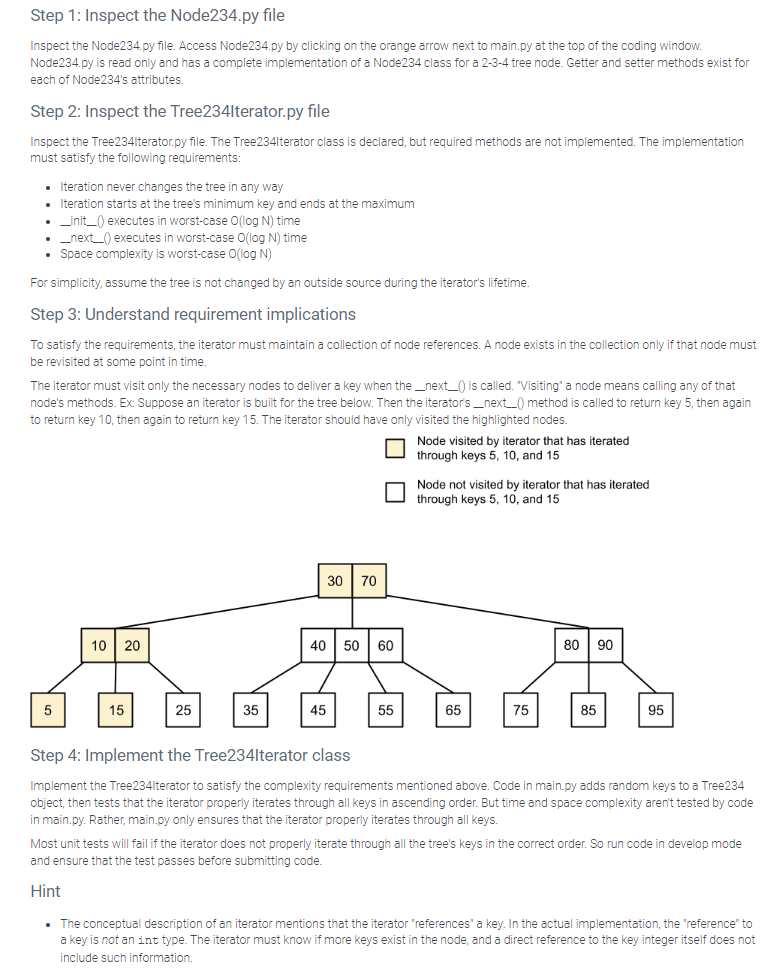 Step 1: Inspect the Node234.py file
Inspect the Node234.py file. Access Node234.py by clicking on the orange arrow next to main.py at the top of the coding window.
Node234.py is read only and has a complete implementation of a Node234 class for a 2-3-4 tree node. Getter and setter methods exist for
each of Node234's attributes.
Step 2: Inspect the Tree234Iterator.py file
Inspect the Tree234Iterator.py file. The Tree234Iterator class is declared, but required methods are not implemented. The implementation
must satisfy the following requirements:
• Iteration never changes the tree in any way
• Iteration starts at the tree's minimum key and ends at the maximum
• __init__() executes in worst-case O(log N) time
• __next__() executes in worst-case O(log N) time
• Space complexity is worst-case O(log N)
For simplicity, assume the tree is not changed by an outside source during the iterator's lifetime.
Step 3: Understand requirement implications
To satisfy the requirements, the iterator must maintain a collection of node references. A node exists in the collection only if that node must
be revisited at some point in time.
The iterator must visit only the necessary nodes to deliver a key when the __next__() is called. "Visiting" a node means calling any of that
node's methods. Ex: Suppose an iterator is built for the tree below. Then the iterator's __next__() method is called to return key 5, then again
to return key 10, then again to return key 15. The iterator should have only visited the highlighted nodes.
Node visited by iterator that has iterated
through keys 5, 10, and 15
Node not visited by iterator that has iterated
through keys 5, 10, and 15
30 70
10 20 40 50 60 80 90
5 15 25 35 45 55 65 75 85 95
Step 4: Implement the Tree234Iterator class
Implement the Tree234Iterator to satisfy the complexity requirements mentioned above. Code in main.py adds random keys to a Tree234
object, then tests that the iterator properly iterates through all keys in ascending order. But time and space complexity aren't tested by code
in main.py. Rather, main.py only ensures that the iterator properly iterates through all keys.
Most unit tests will fail if the iterator does not properly iterate through all the tree's keys in the correct order. So run code in develop mode
and ensure that the test passes before submitting code.
Hint
• The conceptual description of an iterator mentions that the iterator "references" a key. In the actual implementation, the "reference" to
a key is not an int type. The iterator must know if more keys exist in the node, and a direct reference to the key integer itself does not
include such information.